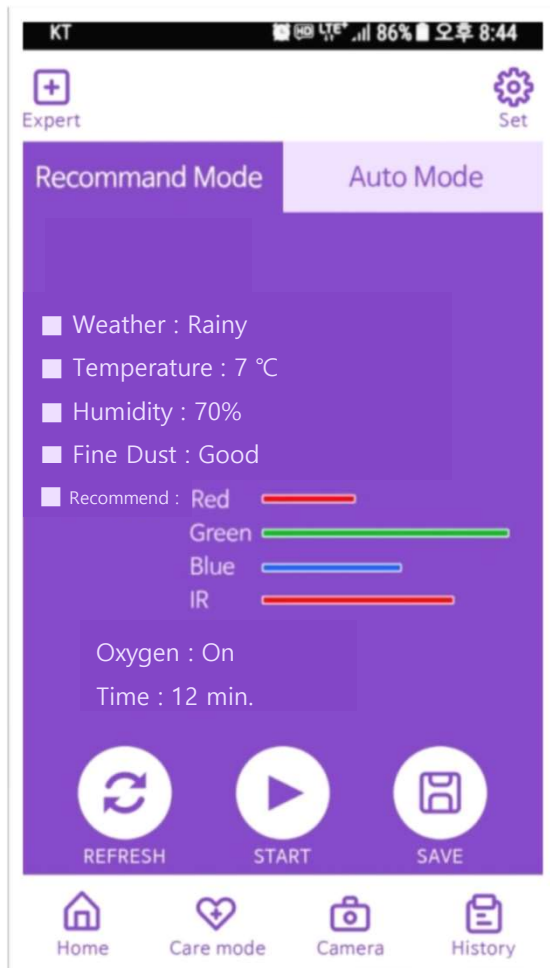 KT HD LTE+ 86% 오후 8:44
Expert Set
Recommand Mode Auto Mode
Weather : Rainy
Temperature : 7 ℃
Humidity : 70%
Fine Dust : Good
Recommend : Red
Green
Blue
IR
Oxygen : On
Time : 12 min.
REFRESH START SAVE
Home Care mode Camera History